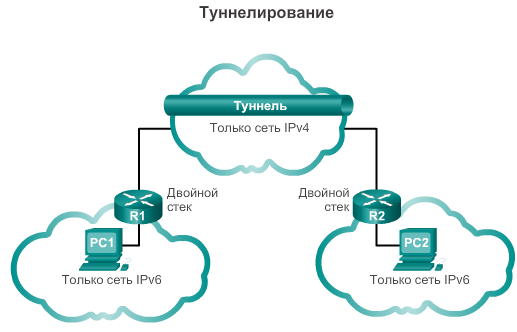 Туннелирование
Туннель
Только сеть IPv4
Двойной
стек
R1
PC1
Только сеть IPv6
Двойной
стек
R2
PC2
Только сеть IPv6